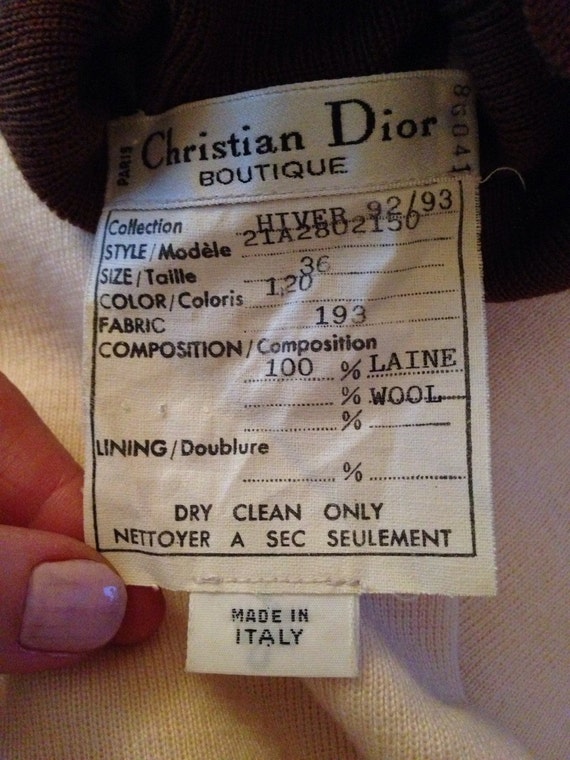 PARIS
Christian Dior
BOUTIQUE
86041
Collection HIVER 92/93
STYLE/Modèle 21A2802150
SIZE/Taille 36
COLOR/Coloris 120
FABRIC 193
COMPOSITION/Composition
100 % LAINE
% WOOL
%
LINING/Doublure
%
DRY CLEAN ONLY
NETTOYER A SEC SEULEMENT
MADE IN
ITALY